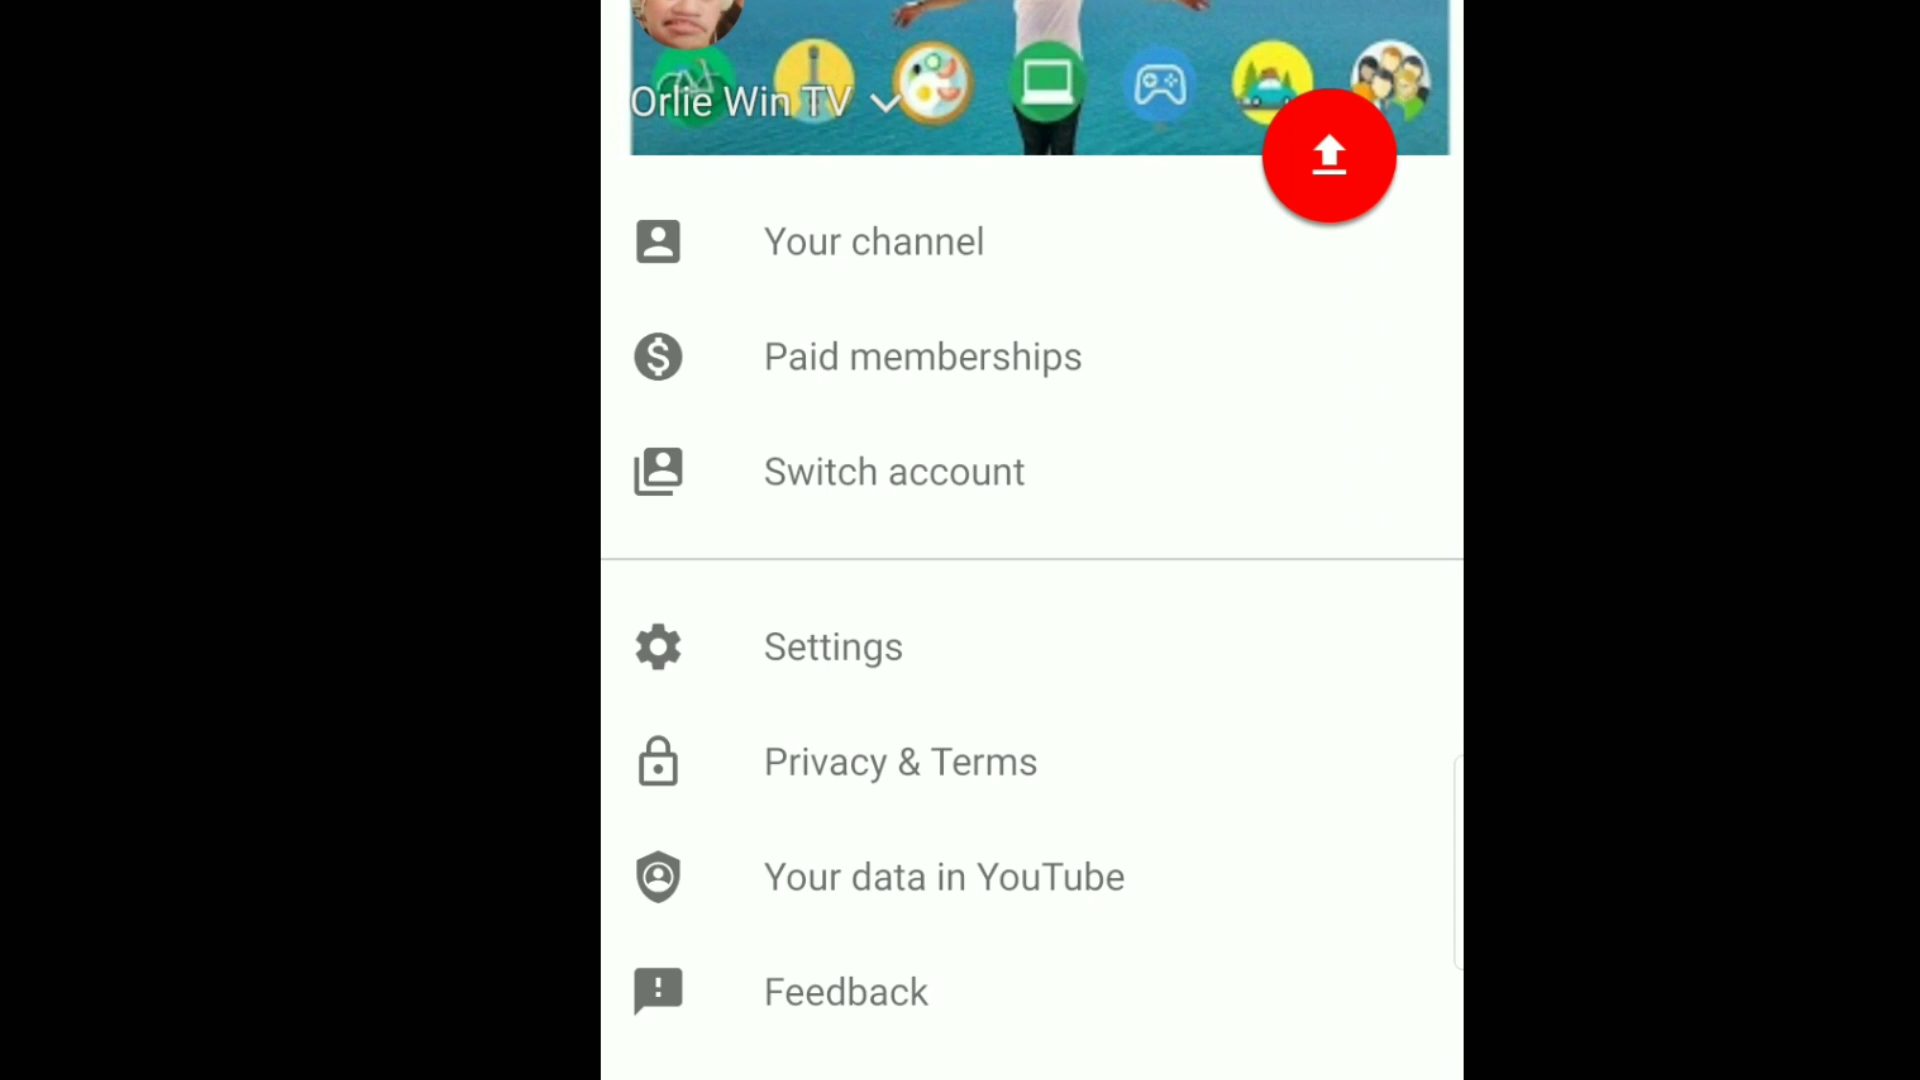 Orlie Win TV
Your channel
Paid memberships
Switch account
Settings
Privacy & Terms
Your data in YouTube
Feedback